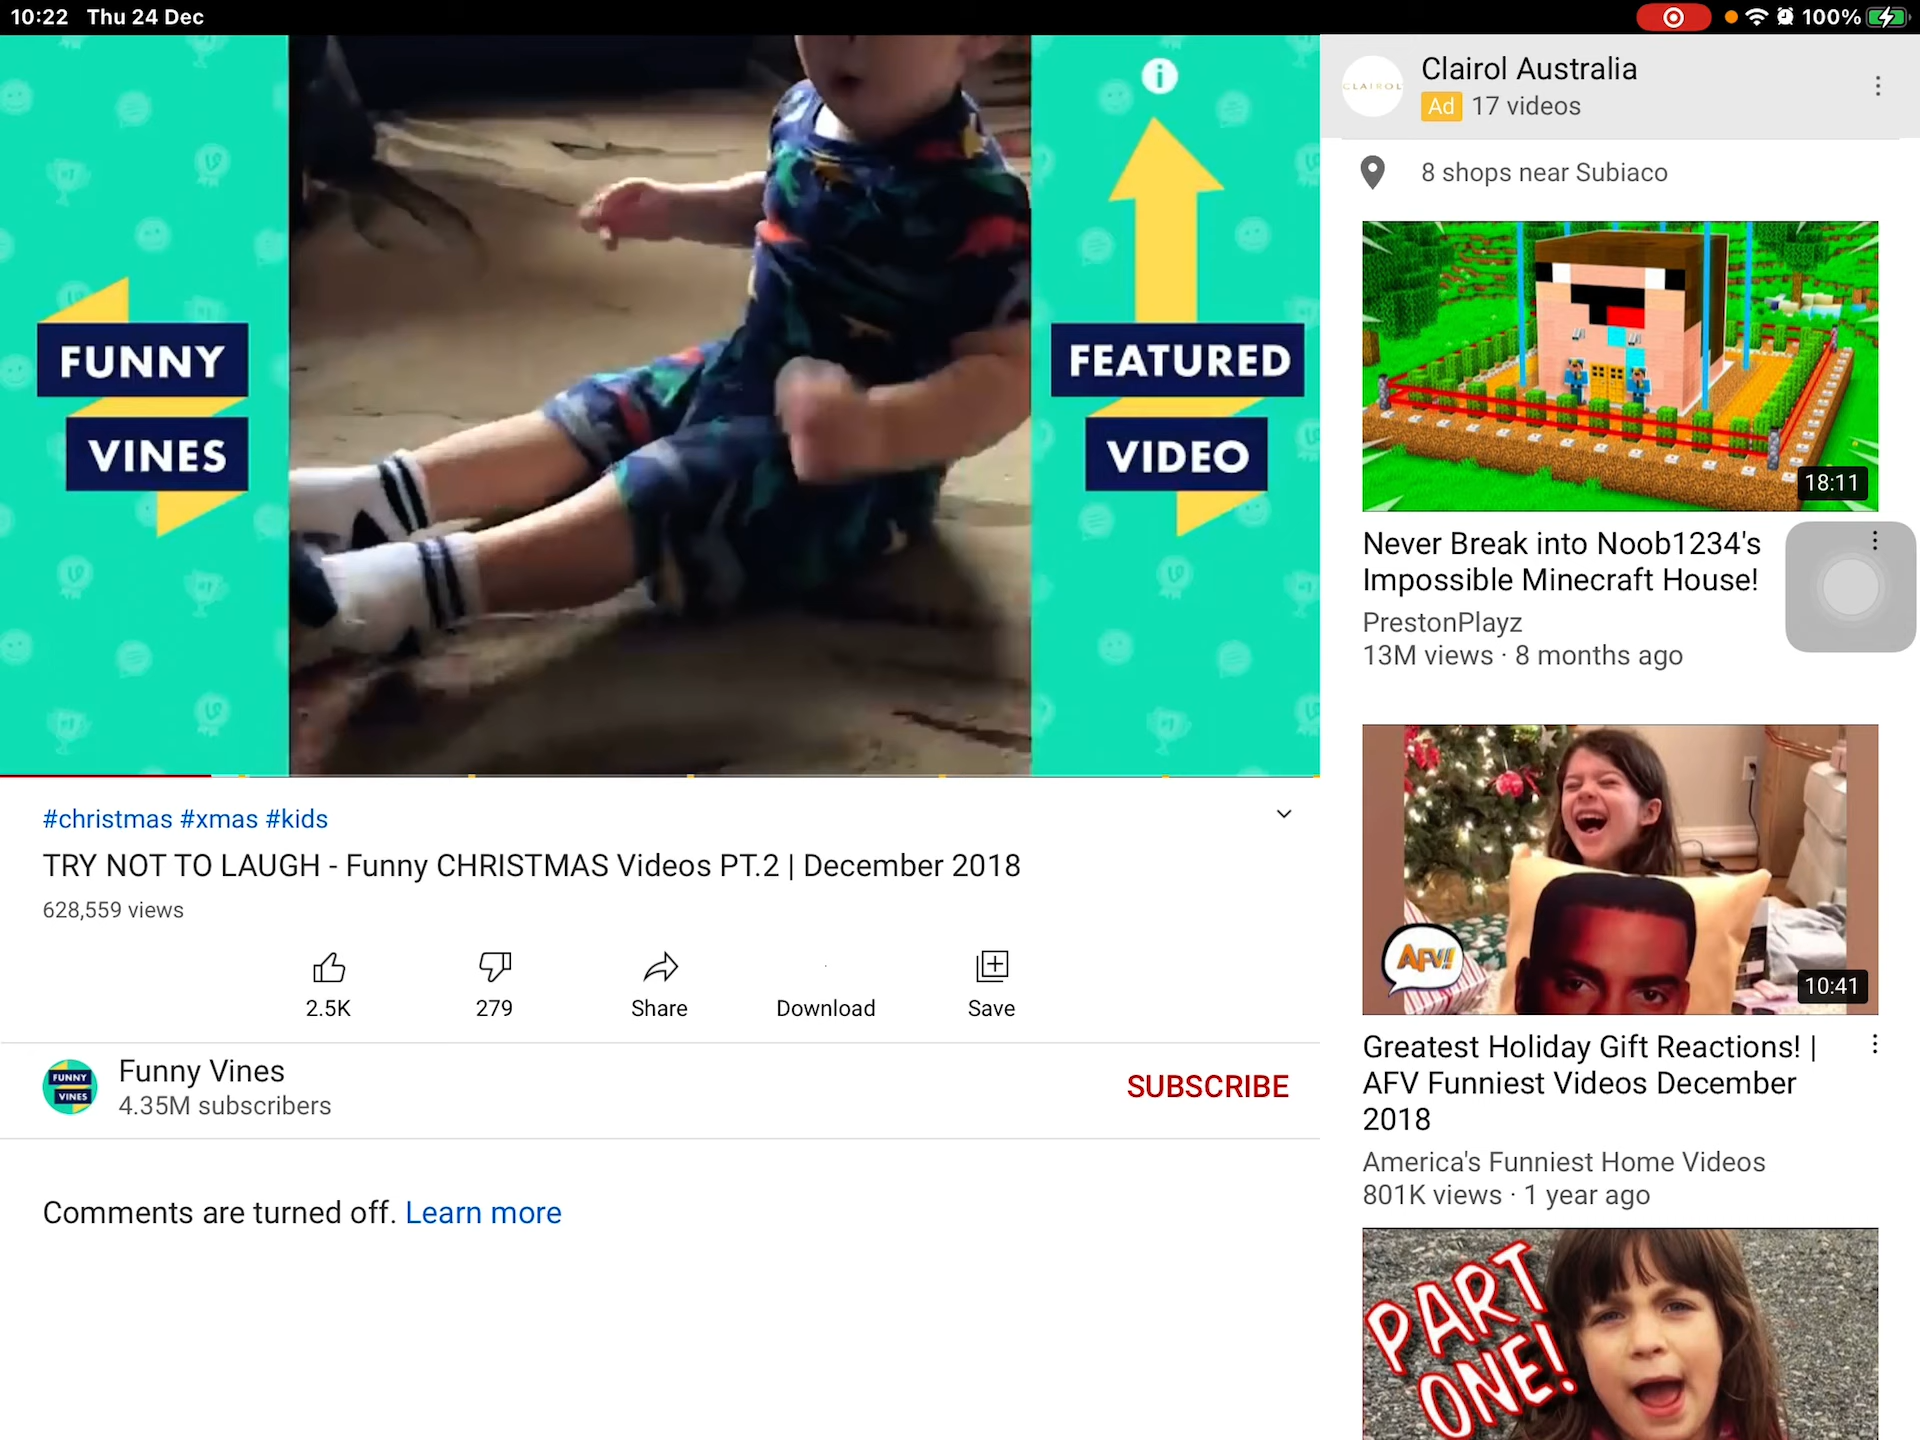 10:22 Thu 24 Dec
100%
FUNNY
VINES
FEATURED
VIDEO
#christmas #xmas #kids
TRY NOT TO LAUGH - Funny CHRISTMAS Videos PT.2 | December 2018
628,559 views
2.5K
279
Share
Download
Save
FUNNY
VINES
Funny Vines
4.35M subscribers
SUBSCRIBE
Comments are turned off. Learn more
CLAIROL
Clairol Australia
Ad 17 videos
8 shops near Subiaco
18:11
Never Break into Noob1234's
Impossible Minecraft House!
PrestonPlayz
13M views · 8 months ago
AFV!
10:41
Greatest Holiday Gift Reactions! |
AFV Funniest Videos December
2018
America's Funniest Home Videos
801K views · 1 year ago
PART
ONE!